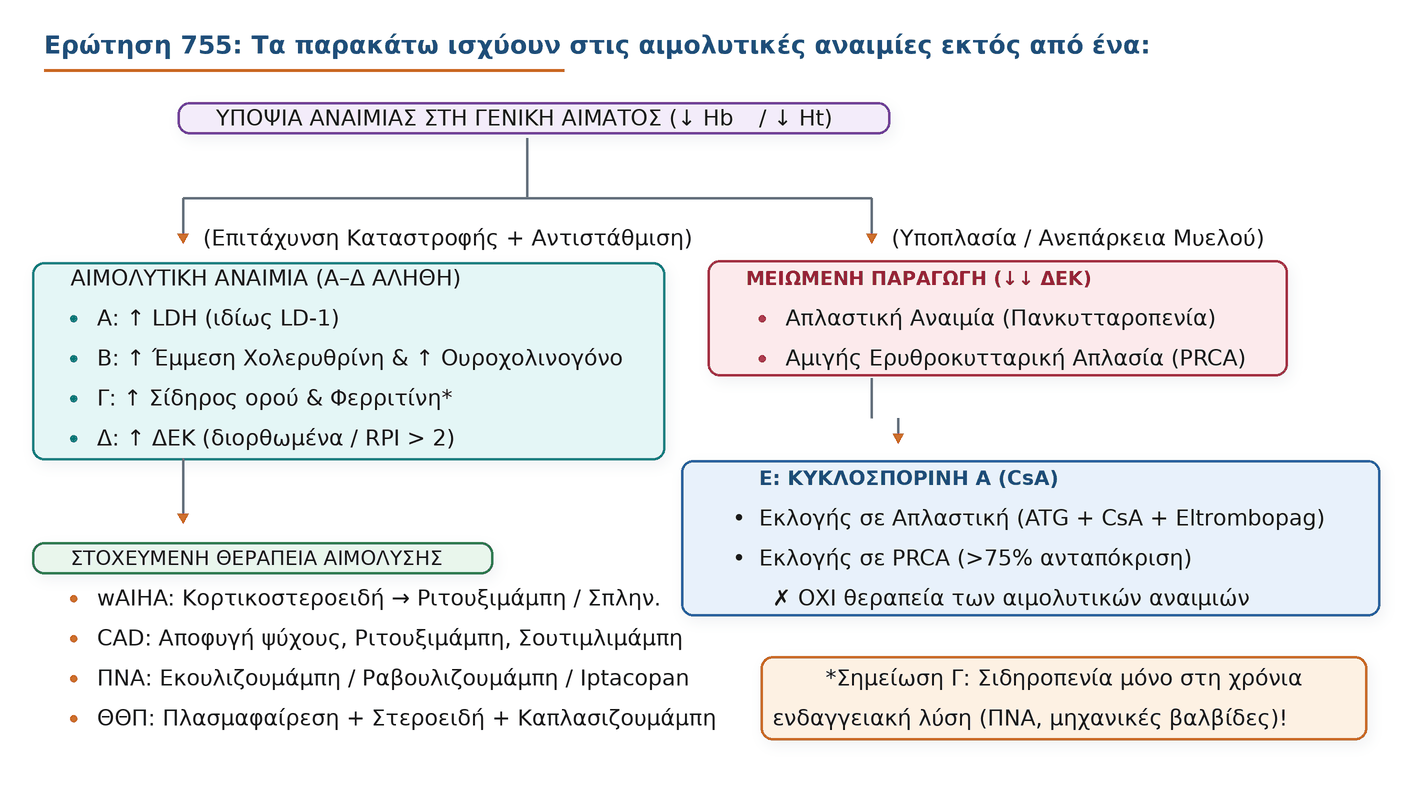 Ερώτηση 755: Τα παρακάτω ισχύουν στις αιμολυτικές αναιμίες εκτός από ένα:
ΥΠΟΨΙΑ ΑΝΑΙΜΙΑΣ ΣΤΗ ΓΕΝΙΚΗ ΑΙΜΑΤΟΣ (↓ Hb / ↓ Ht)
(Επιτάχυνση Καταστροφής + Αντιστάθμιση)
ΑΙΜΟΛΥΤΙΚΗ ΑΝΑΙΜΙΑ (Α–Δ ΑΛΗΘΗ)
• Α: ↑ LDH (ιδίως LD-1)
• Β: ↑ Έμμεση Χολερυθρίνη & ↑ Ουροχολινογόνο
• Γ: ↑ Σίδηρος ορού & Φερριτίνη*
• Δ: ↑ ΔΕΚ (διορθωμένα / RPI > 2)
ΣΤΟΧΕΥΜΕΝΗ ΘΕΡΑΠΕΙΑ ΑΙΜΟΛΥΣΗΣ
• wAIHA: Κορτικοστεροειδή → Ριτουξιμάμπη / Σπλην.
• CAD: Αποφυγή ψύχους, Ριτουξιμάμπη, Σουτιμλιμάμπη
• ΠΝΑ: Εκουλιζουμάμπη / Ραβουλιζουμάμπη / Iptacopan
• ΘΘΠ: Πλασμαφαίρεση + Στεροειδή + Καπλασιζουμάμπη
(Υποπλασία / Ανεπάρκεια Μυελού)
ΜΕΙΩΜΕΝΗ ΠΑΡΑΓΩΓΗ (↓↓ ΔΕΚ)
• Απλαστική Αναιμία (Πανκυτταροπενία)
• Αμιγής Ερυθροκυτταρική Απλασία (PRCA)
Ε: ΚΥΚΛΟΣΠΟΡΙΝΗ Α (CsA)
• Εκλογής σε Απλαστική (ATG + CsA + Eltrombopag)
• Εκλογής σε PRCA (>75% ανταπόκριση)
✗ ΟΧΙ θεραπεία των αιμολυτικών αναιμιών
*Σημείωση Γ: Σιδηροπενία μόνο στη χρόνια
ενδαγγειακή λύση (ΠΝΑ, μηχανικές βαλβίδες)!